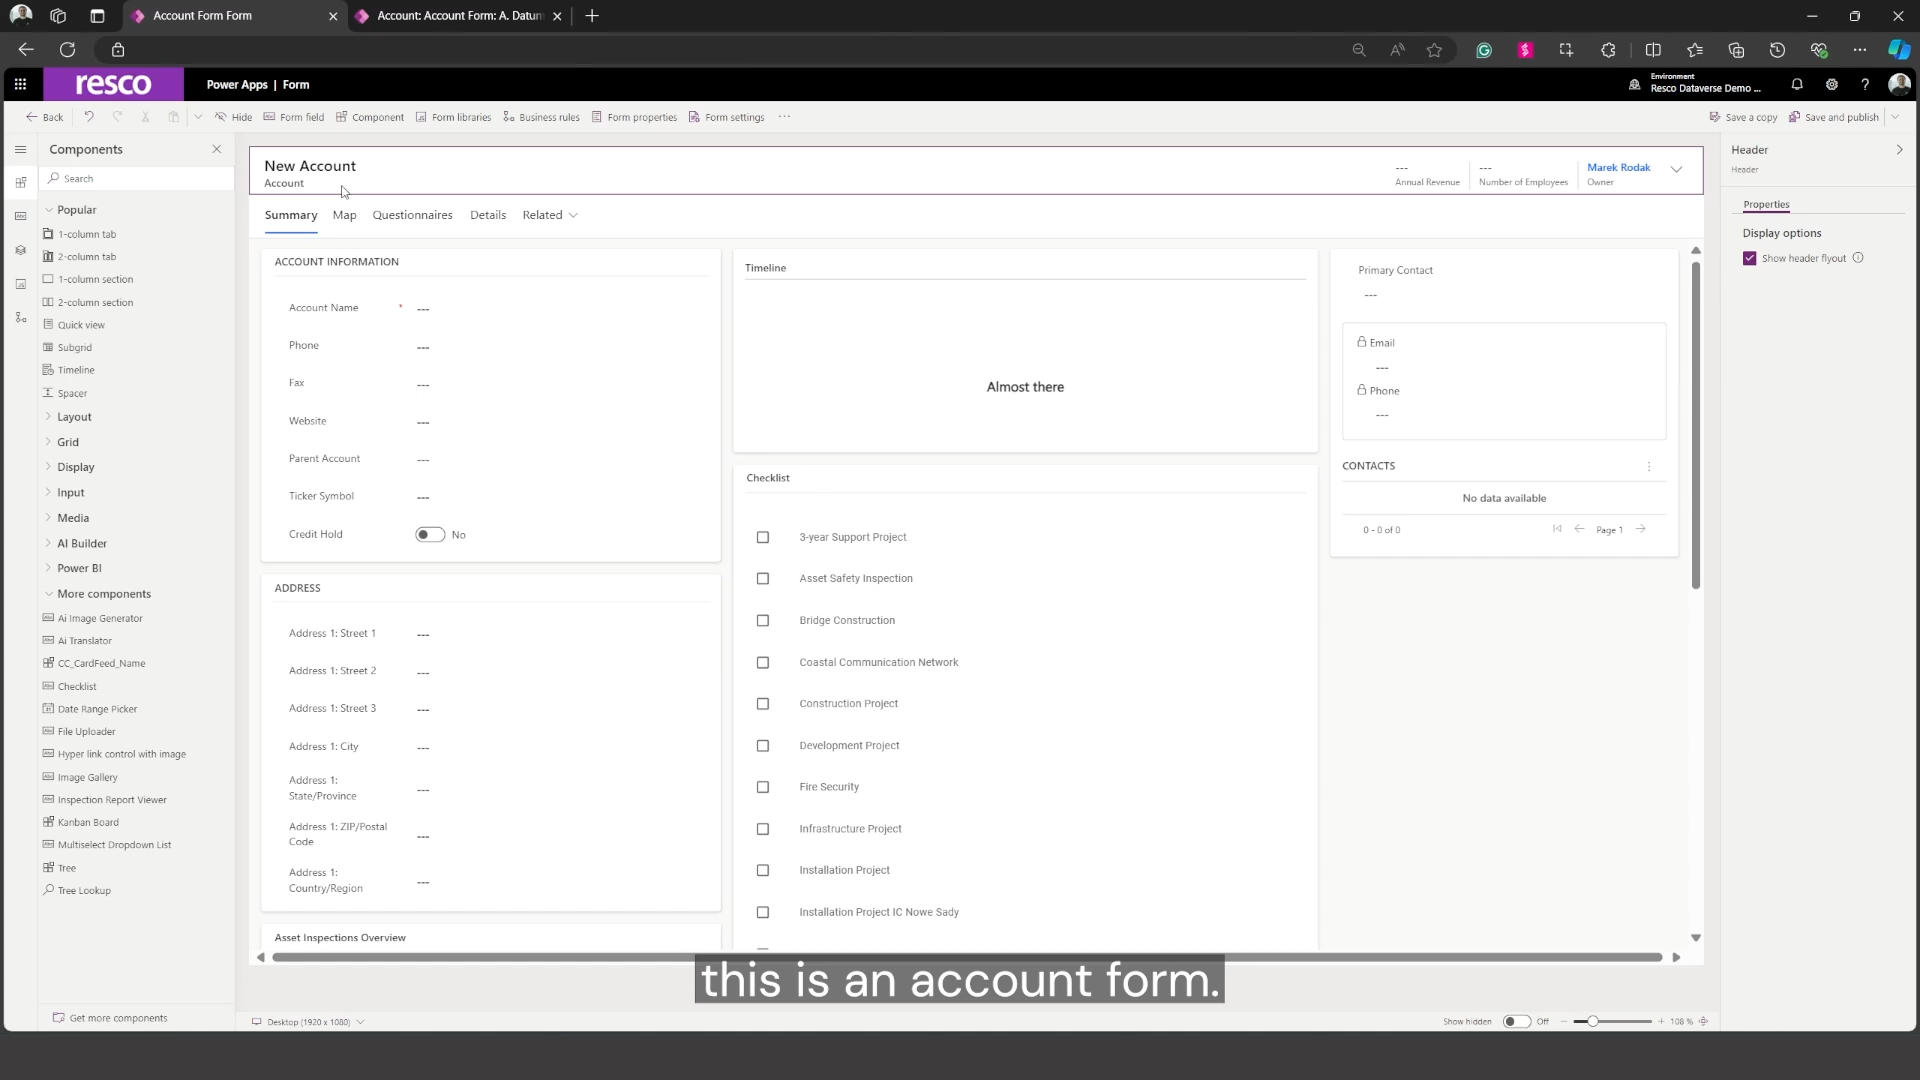 Account Form Form
Account: Account Form: A. Datum
resco
Power Apps | Form
Environment
Resco Dataverse Demo ...
Back
Hide
Form field
Component
Form libraries
Business rules
Form properties
Form settings
Save a copy
Save and publish
Components
Search
Popular
1-column tab
2-column tab
1-column section
2-column section
Quick view
Subgrid
Timeline
Spacer
Layout
Grid
Display
Input
Media
AI Builder
Power BI
More components
Ai Image Generator
Ai Translator
CC_CardFeed_Name
Checklist
Date Range Picker
File Uploader
Hyper link control with image
Image Gallery
Inspection Report Viewer
Kanban Board
Multiselect Dropdown List
Tree
Tree Lookup
Get more components
New Account
Account
---
Annual Revenue
---
Number of Employees
Marek Rodak
Owner
Summary
Map
Questionnaires
Details
Related
ACCOUNT INFORMATION
Account Name * ---
Phone ---
Fax ---
Website ---
Parent Account ---
Ticker Symbol ---
Credit Hold No
ADDRESS
Address 1: Street 1 ---
Address 1: Street 2 ---
Address 1: Street 3 ---
Address 1: City ---
Address 1:
State/Province ---
Address 1: ZIP/Postal
Code ---
Address 1:
Country/Region ---
Asset Inspections Overview
Timeline
Almost there
Checklist
3-year Support Project
Asset Safety Inspection
Bridge Construction
Coastal Communication Network
Construction Project
Development Project
Fire Security
Infrastructure Project
Installation Project
Installation Project IC Nowe Sady
Primary Contact
---
Email
---
Phone
---
CONTACTS
No data available
0 - 0 of 0
Page 1
Header
Header
Properties
Display options
Show header flyout
this is an account form.
Desktop (1920 x 1080)
Show hidden
Off
108 %